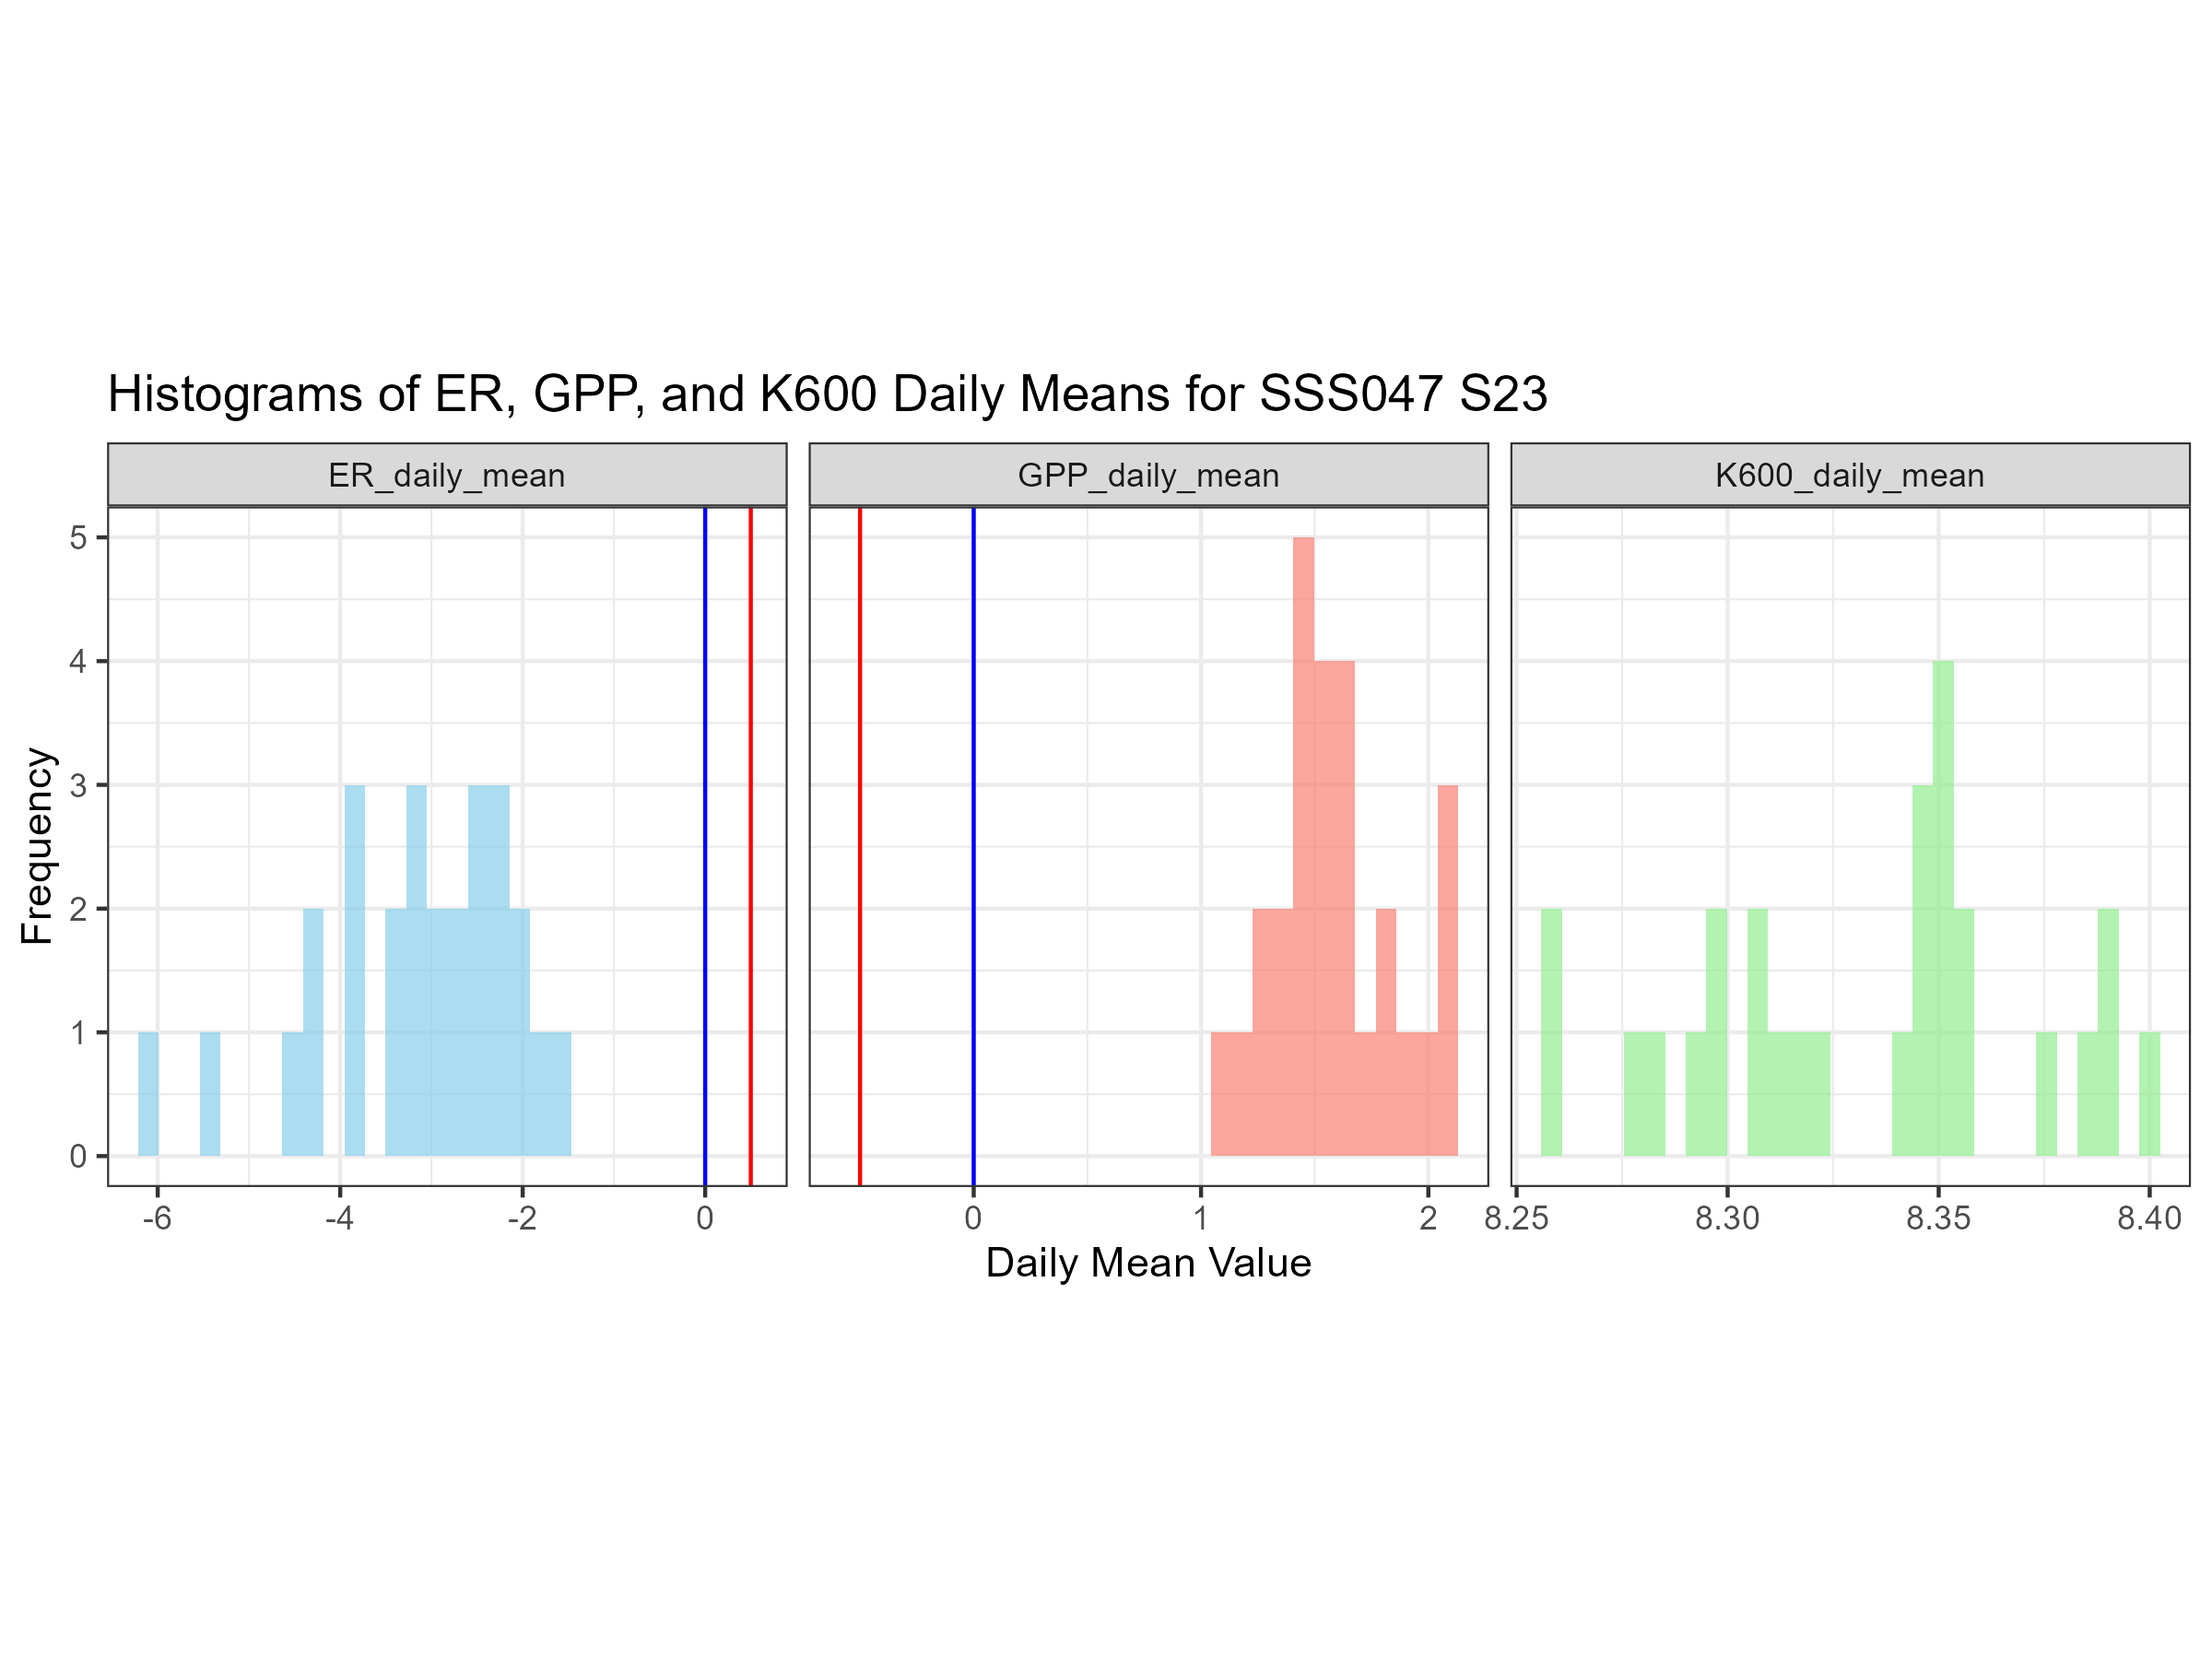 Histograms of ER, GPP, and K600 Daily Means for SSS047 S23
ER_daily_mean GPP_daily_mean K600_daily_mean
Frequency
5
4
3
2
1
0
-6 -4 -2 0 0 1 2 8.25 8.30 8.35 8.40
Daily Mean Value